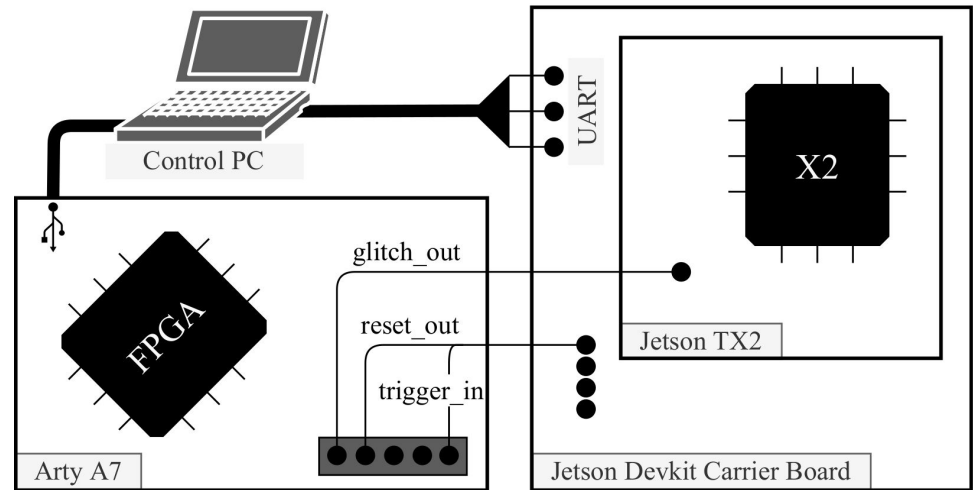 Control PC
UART
X2
glitch_out
reset_out
trigger_in
FPGA
Jetson TX2
Arty A7
Jetson Devkit Carrier Board